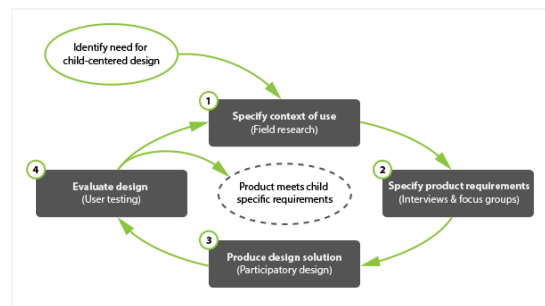 Identify need for
child-centered design
1
Specify context of use
(Field research)
4
Evaluate design
(User testing)
Product meets child
specific requirements
2
Specify product requirements
(Interviews & focus groups)
3
Produce design solution
(Participatory design)